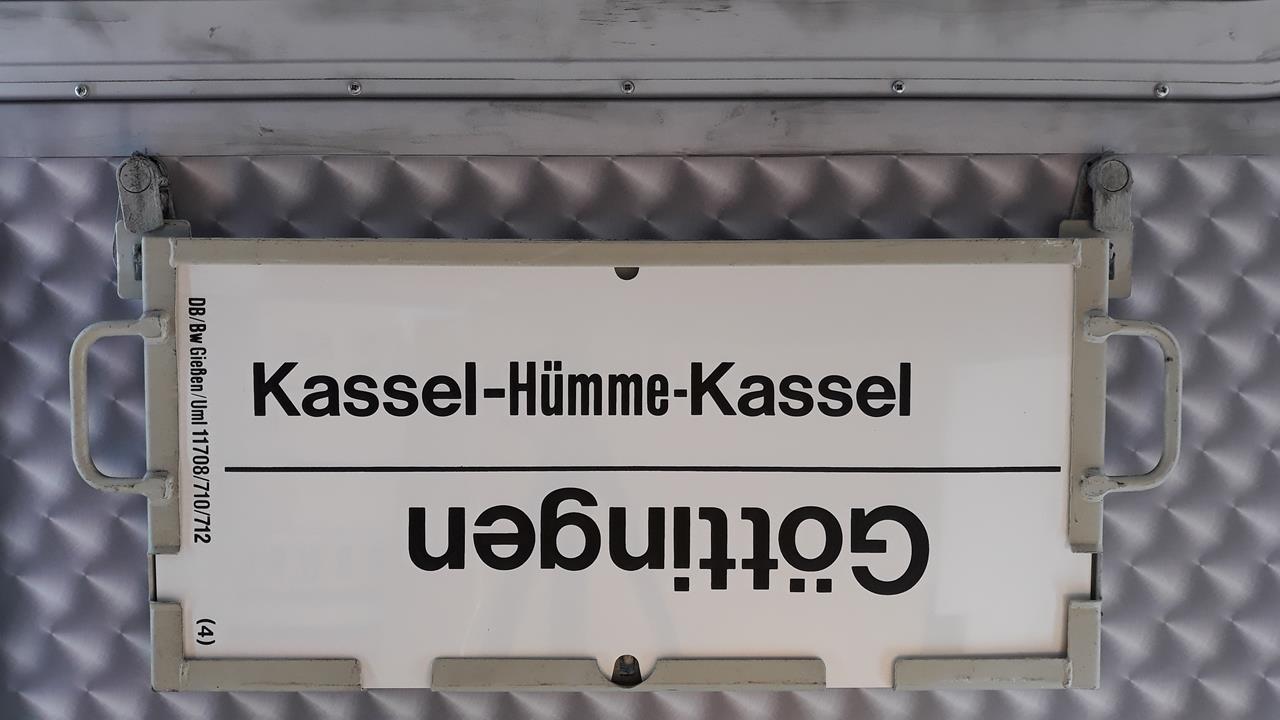 Kassel-Hümme-Kassel
Göttingen
DB/Bw Gießen/Uml 11708/710/712
(4)